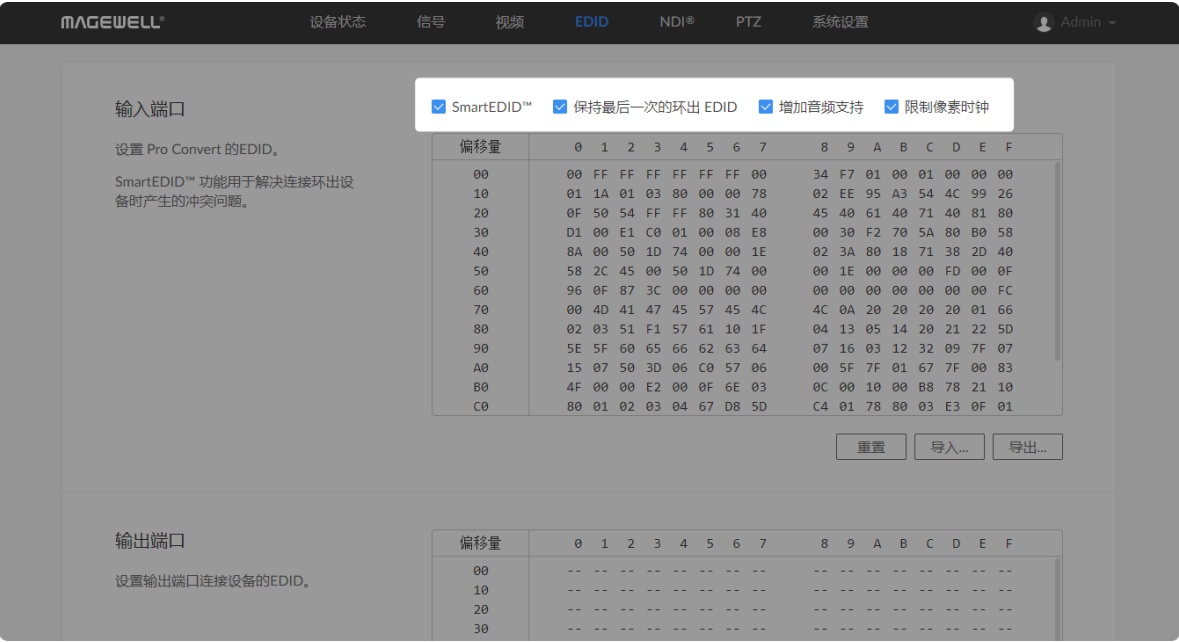 MAGEWELL® 设备状态 信号 视频 EDID NDI® PTZ 系统设置 Admin
输入端口
设置 Pro Convert 的EDID。
SmartEDID™ 功能用于解决连接环出设
备时产生的冲突问题。
SmartEDID™ 保持最后一次的环出 EDID 增加音频支持 限制像素时钟
偏移量 0 1 2 3 4 5 6 7 8 9 A B C D E F
00 00 FF FF FF FF FF FF 00 34 F7 01 00 01 00 00 00
10 01 1A 01 03 80 00 00 78 02 EE 95 A3 54 4C 99 26
20 0F 50 54 FF FF 80 31 40 45 40 61 40 71 40 81 80
30 D1 00 E1 C0 01 00 08 E8 00 30 F2 70 5A 80 B0 58
40 8A 00 50 1D 74 00 00 1E 02 3A 80 18 71 38 2D 40
50 58 2C 45 00 50 1D 74 00 00 1E 00 00 00 FD 00 0F
60 96 0F 87 3C 00 00 00 00 00 00 00 00 00 00 00 FC
70 00 4D 41 47 45 57 45 4C 4C 0A 20 20 20 20 01 66
80 02 03 51 F1 57 61 10 1F 04 13 05 14 20 21 22 5D
90 5E 5F 60 65 66 62 63 64 07 16 03 12 32 09 7F 07
A0 15 07 50 3D 06 C0 57 06 00 5F 7F 01 67 7F 00 83
B0 4F 00 00 E2 00 0F 6E 03 0C 00 10 00 B8 78 21 10
C0 80 01 02 03 04 67 D8 5D C4 01 78 80 03 E3 0F 01
重置 导入... 导出...
输出端口
设置输出端口连接设备的EDID。
偏移量 0 1 2 3 4 5 6 7 8 9 A B C D E F
00 -- -- -- -- -- -- -- -- -- -- -- -- -- -- -- --
10 -- -- -- -- -- -- -- -- -- -- -- -- -- -- -- --
20 -- -- -- -- -- -- -- -- -- -- -- -- -- -- -- --
30 -- -- -- -- -- -- -- -- -- -- -- -- -- -- -- --